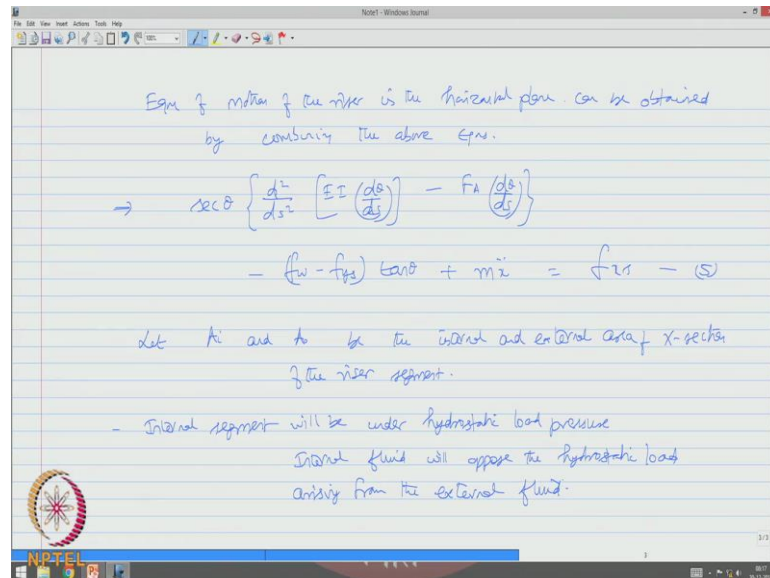 Note1 - Windows Journal
File Edit View Insert Actions Tools Help
Eqn of motion of the riser in the horizontal plane can be obtained
by combining the above Eqns.
→ sec θ { d²/ds² [EI (dθ/ds)] - FA (dθ/ds) }
- (fw - fys) tan θ + mẍ = fxs - (5)
Let Ai and Ao be the internal and external area of X-section
of the riser segment.
- Internal segment will be under hydrostatic load pressure
Internal fluid will oppose the hydrostatic load
arising from the external fluid.
NPTEL
3/3
3